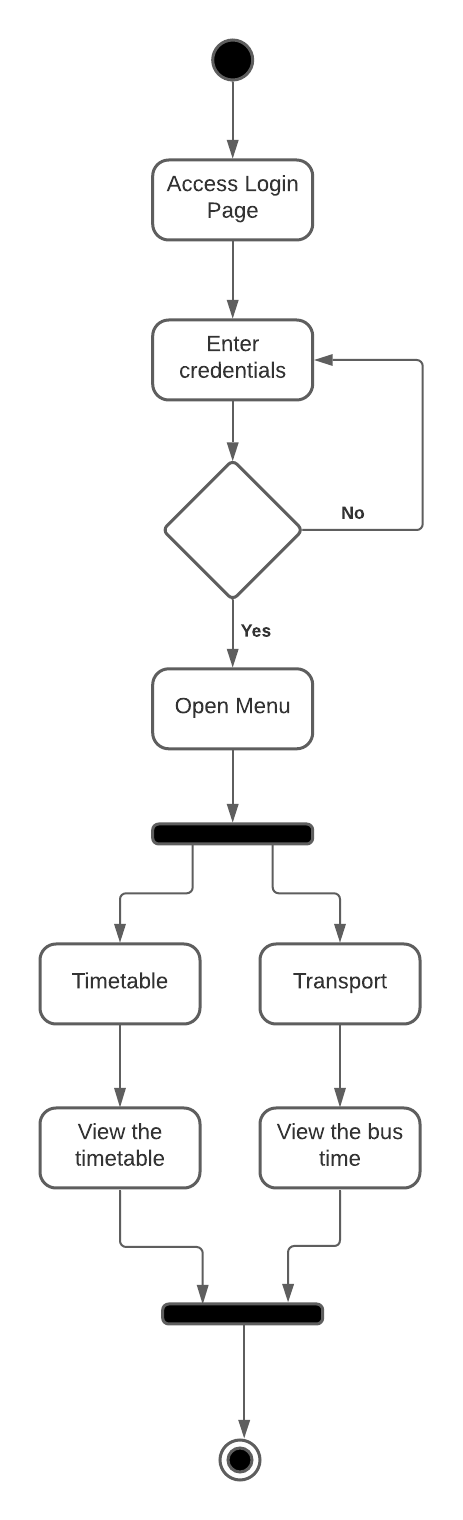 Access Login
Page
Enter
credentials
No
Yes
Open Menu
Timetable
Transport
View the
timetable
View the bus
time